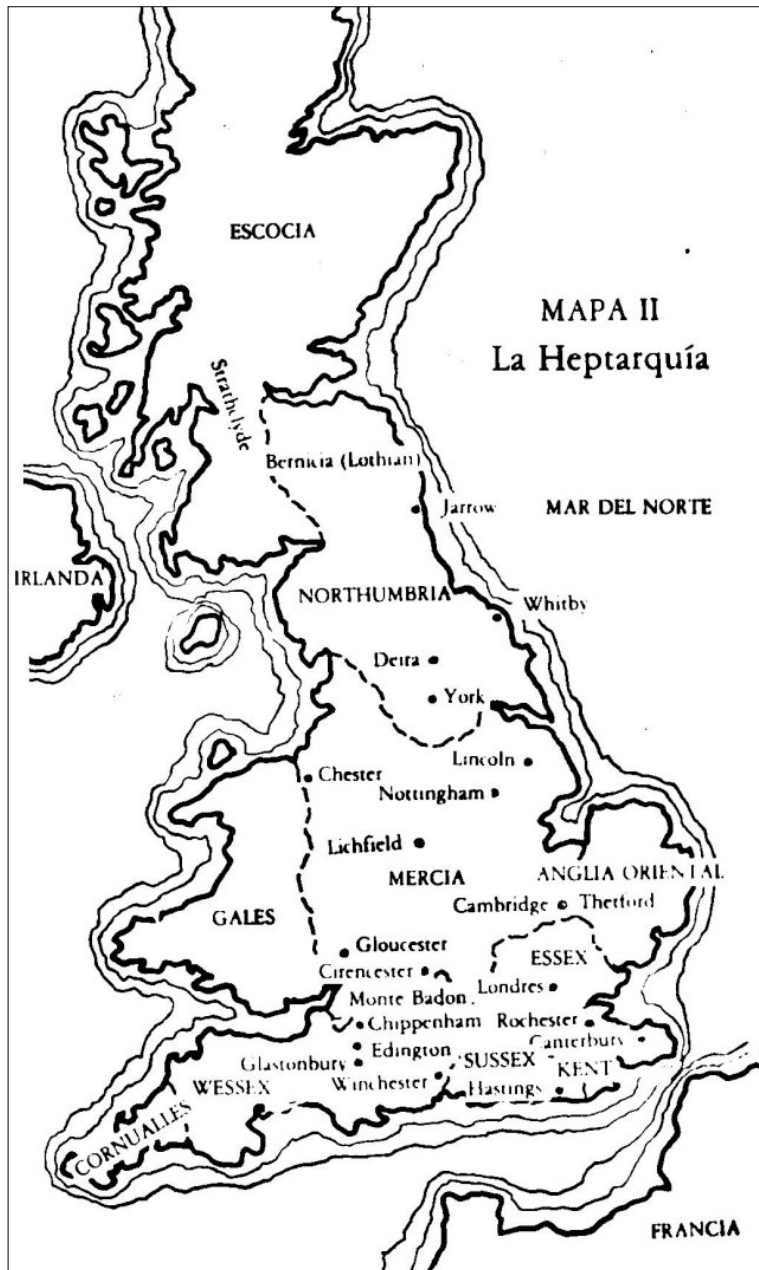 ESCOCIA
MAPA II
La Heptarquía
Strathclyde
Bernicia (Lothian)
Jarrow
MAR DEL NORTE
IRLANDA
NORTHUMBRIA
Whitby
Deira
York
Lincoln
Chester
Nottingham
Lichfield
MERCIA
ANGLIA ORIENTAL
Cambridge
Thetford
GALES
Gloucester
ESSEX
Cirencester
Londres
Monte Badon
Chippenham
Rochester
Canterbury
Edington
SUSSEX
Glastonbury
KENT
WESSEX
Winchester
Hastings
CORNUALLES
FRANCIA